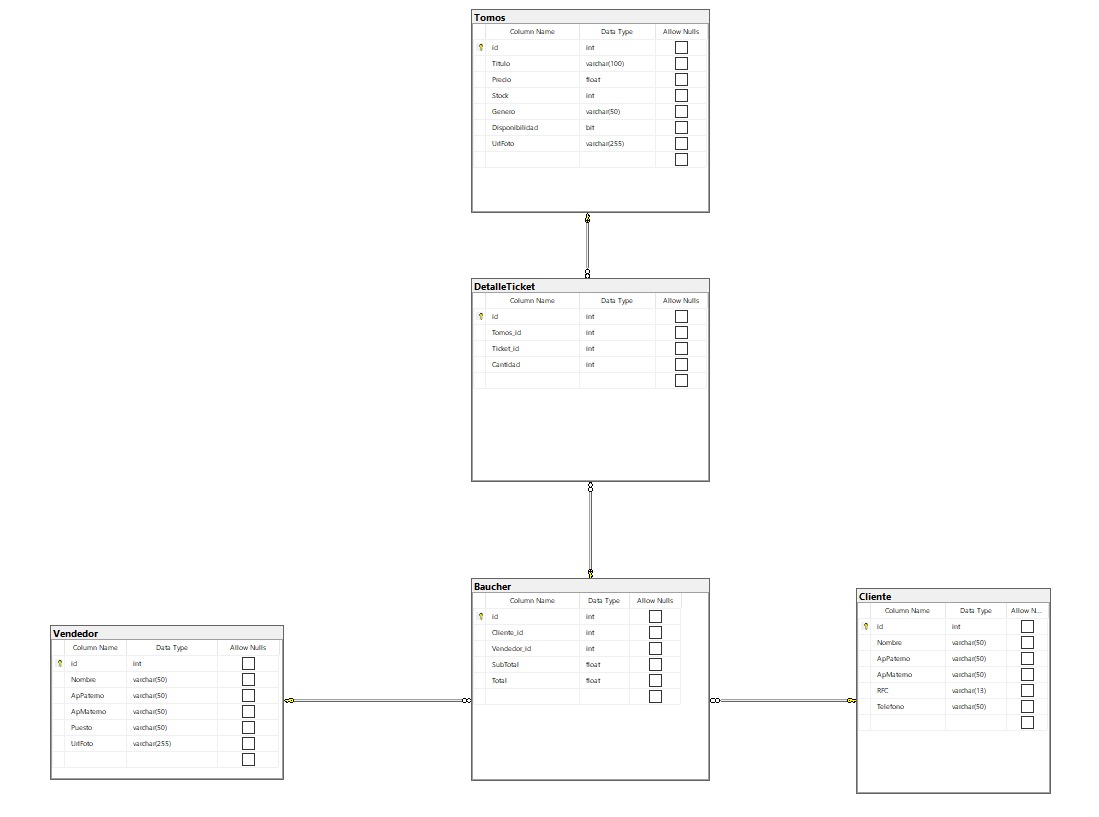 Tomos
Column Name Data Type Allow Nulls
id int
Titulo varchar(100)
Precio float
Stock int
Genero varchar(50)
Disponibilidad bit
UrlFoto varchar(255)
DetalleTicket
Column Name Data Type Allow Nulls
id int
Tomos_id int
Ticket_id int
Cantidad int
Baucher
Column Name Data Type Allow Nulls
id int
Cliente_id int
Vendedor_id int
SubTotal float
Total float
Vendedor
Column Name Data Type Allow Nulls
id int
Nombre varchar(50)
ApPaterno varchar(50)
ApMaterno varchar(50)
Puesto varchar(50)
UrlFoto varchar(255)
Cliente
Column Name Data Type Allow N...
id int
Nombre varchar(50)
ApPaterno varchar(50)
ApMaterno varchar(50)
RFC varchar(13)
Telefono varchar(50)